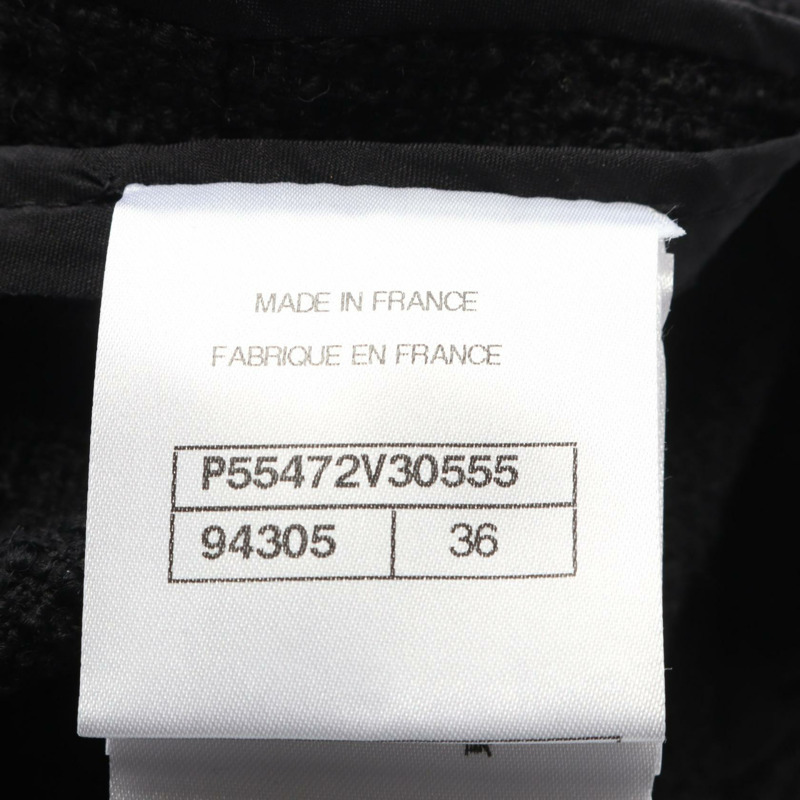 MADE IN FRANCE
FABRIQUE EN FRANCE
P55472V30555
94305 36